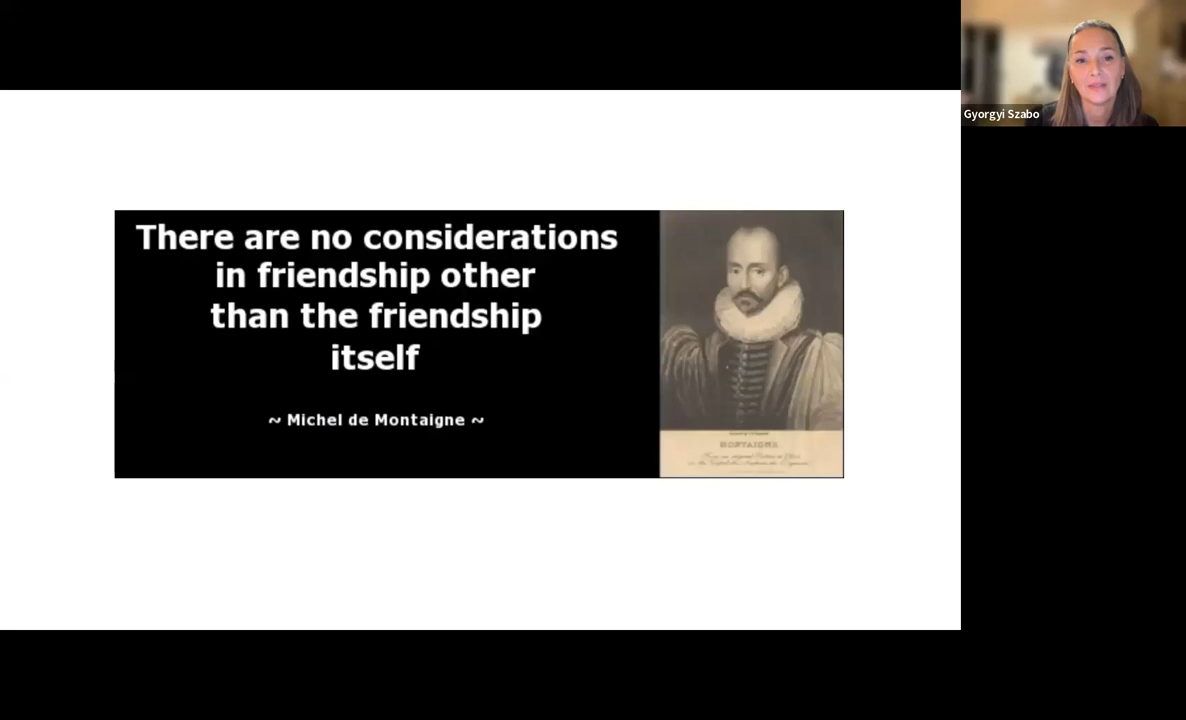 There are no considerations
in friendship other
than the friendship
itself
~ Michel de Montaigne ~
MONTAIGNE.
Gyorgyi Szabo